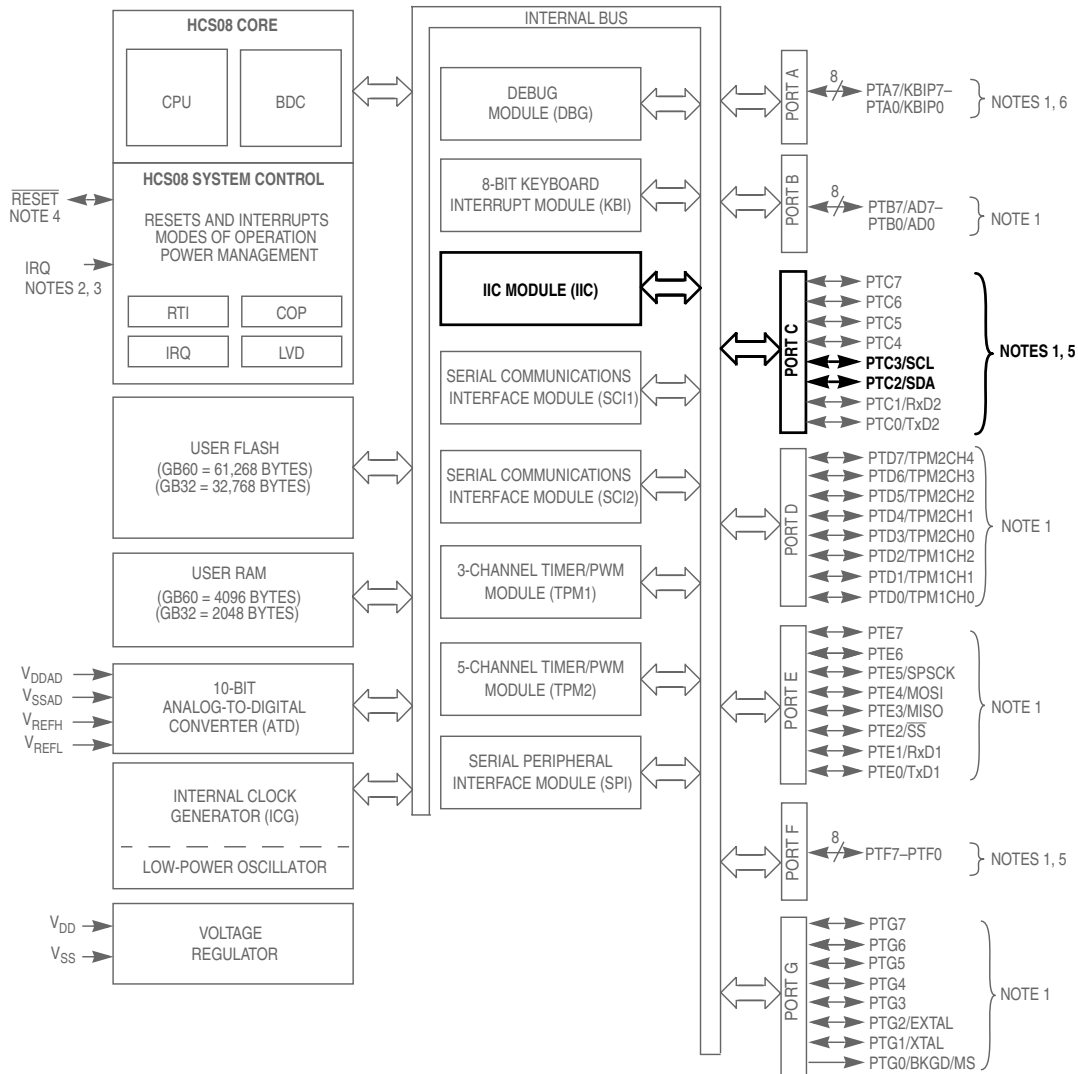 HCS08 CORE
CPU
BDC
HCS08 SYSTEM CONTROL
RESETS AND INTERRUPTS
MODES OF OPERATION
POWER MANAGEMENT
RTI
COP
IRQ
LVD
RESET
NOTE 4
IRQ
NOTES 2, 3
USER FLASH
(GB60 = 61,268 BYTES)
(GB32 = 32,768 BYTES)
USER RAM
(GB60 = 4096 BYTES)
(GB32 = 2048 BYTES)
VDDAD
VSSAD
VREFH
VREFL
10-BIT
ANALOG-TO-DIGITAL
CONVERTER (ATD)
INTERNAL CLOCK
GENERATOR (ICG)
LOW-POWER OSCILLATOR
VDD
VSS
VOLTAGE
REGULATOR
INTERNAL BUS
DEBUG
MODULE (DBG)
8-BIT KEYBOARD
INTERRUPT MODULE (KBI)
IIC MODULE (IIC)
SERIAL COMMUNICATIONS
INTERFACE MODULE (SCI1)
SERIAL COMMUNICATIONS
INTERFACE MODULE (SCI2)
3-CHANNEL TIMER/PWM
MODULE (TPM1)
5-CHANNEL TIMER/PWM
MODULE (TPM2)
SERIAL PERIPHERAL
INTERFACE MODULE (SPI)
PORT A
8
PTA7/KBIP7–
PTA0/KBIP0
NOTES 1, 6
PORT B
8
PTB7/AD7–
PTB0/AD0
NOTE 1
PORT C
PTC7
PTC6
PTC5
PTC4
PTC3/SCL
PTC2/SDA
PTC1/RxD2
PTC0/TxD2
NOTES 1, 5
PORT D
PTD7/TPM2CH4
PTD6/TPM2CH3
PTD5/TPM2CH2
PTD4/TPM2CH1
PTD3/TPM2CH0
PTD2/TPM1CH2
PTD1/TPM1CH1
PTD0/TPM1CH0
NOTE 1
PORT E
PTE7
PTE6
PTE5/SPSCK
PTE4/MOSI
PTE3/MISO
PTE2/SS
PTE1/RxD1
PTE0/TxD1
NOTE 1
PORT F
8
PTF7–PTF0
NOTES 1, 5
PORT G
PTG7
PTG6
PTG5
PTG4
PTG3
PTG2/EXTAL
PTG1/XTAL
PTG0/BKGD/MS
NOTE 1